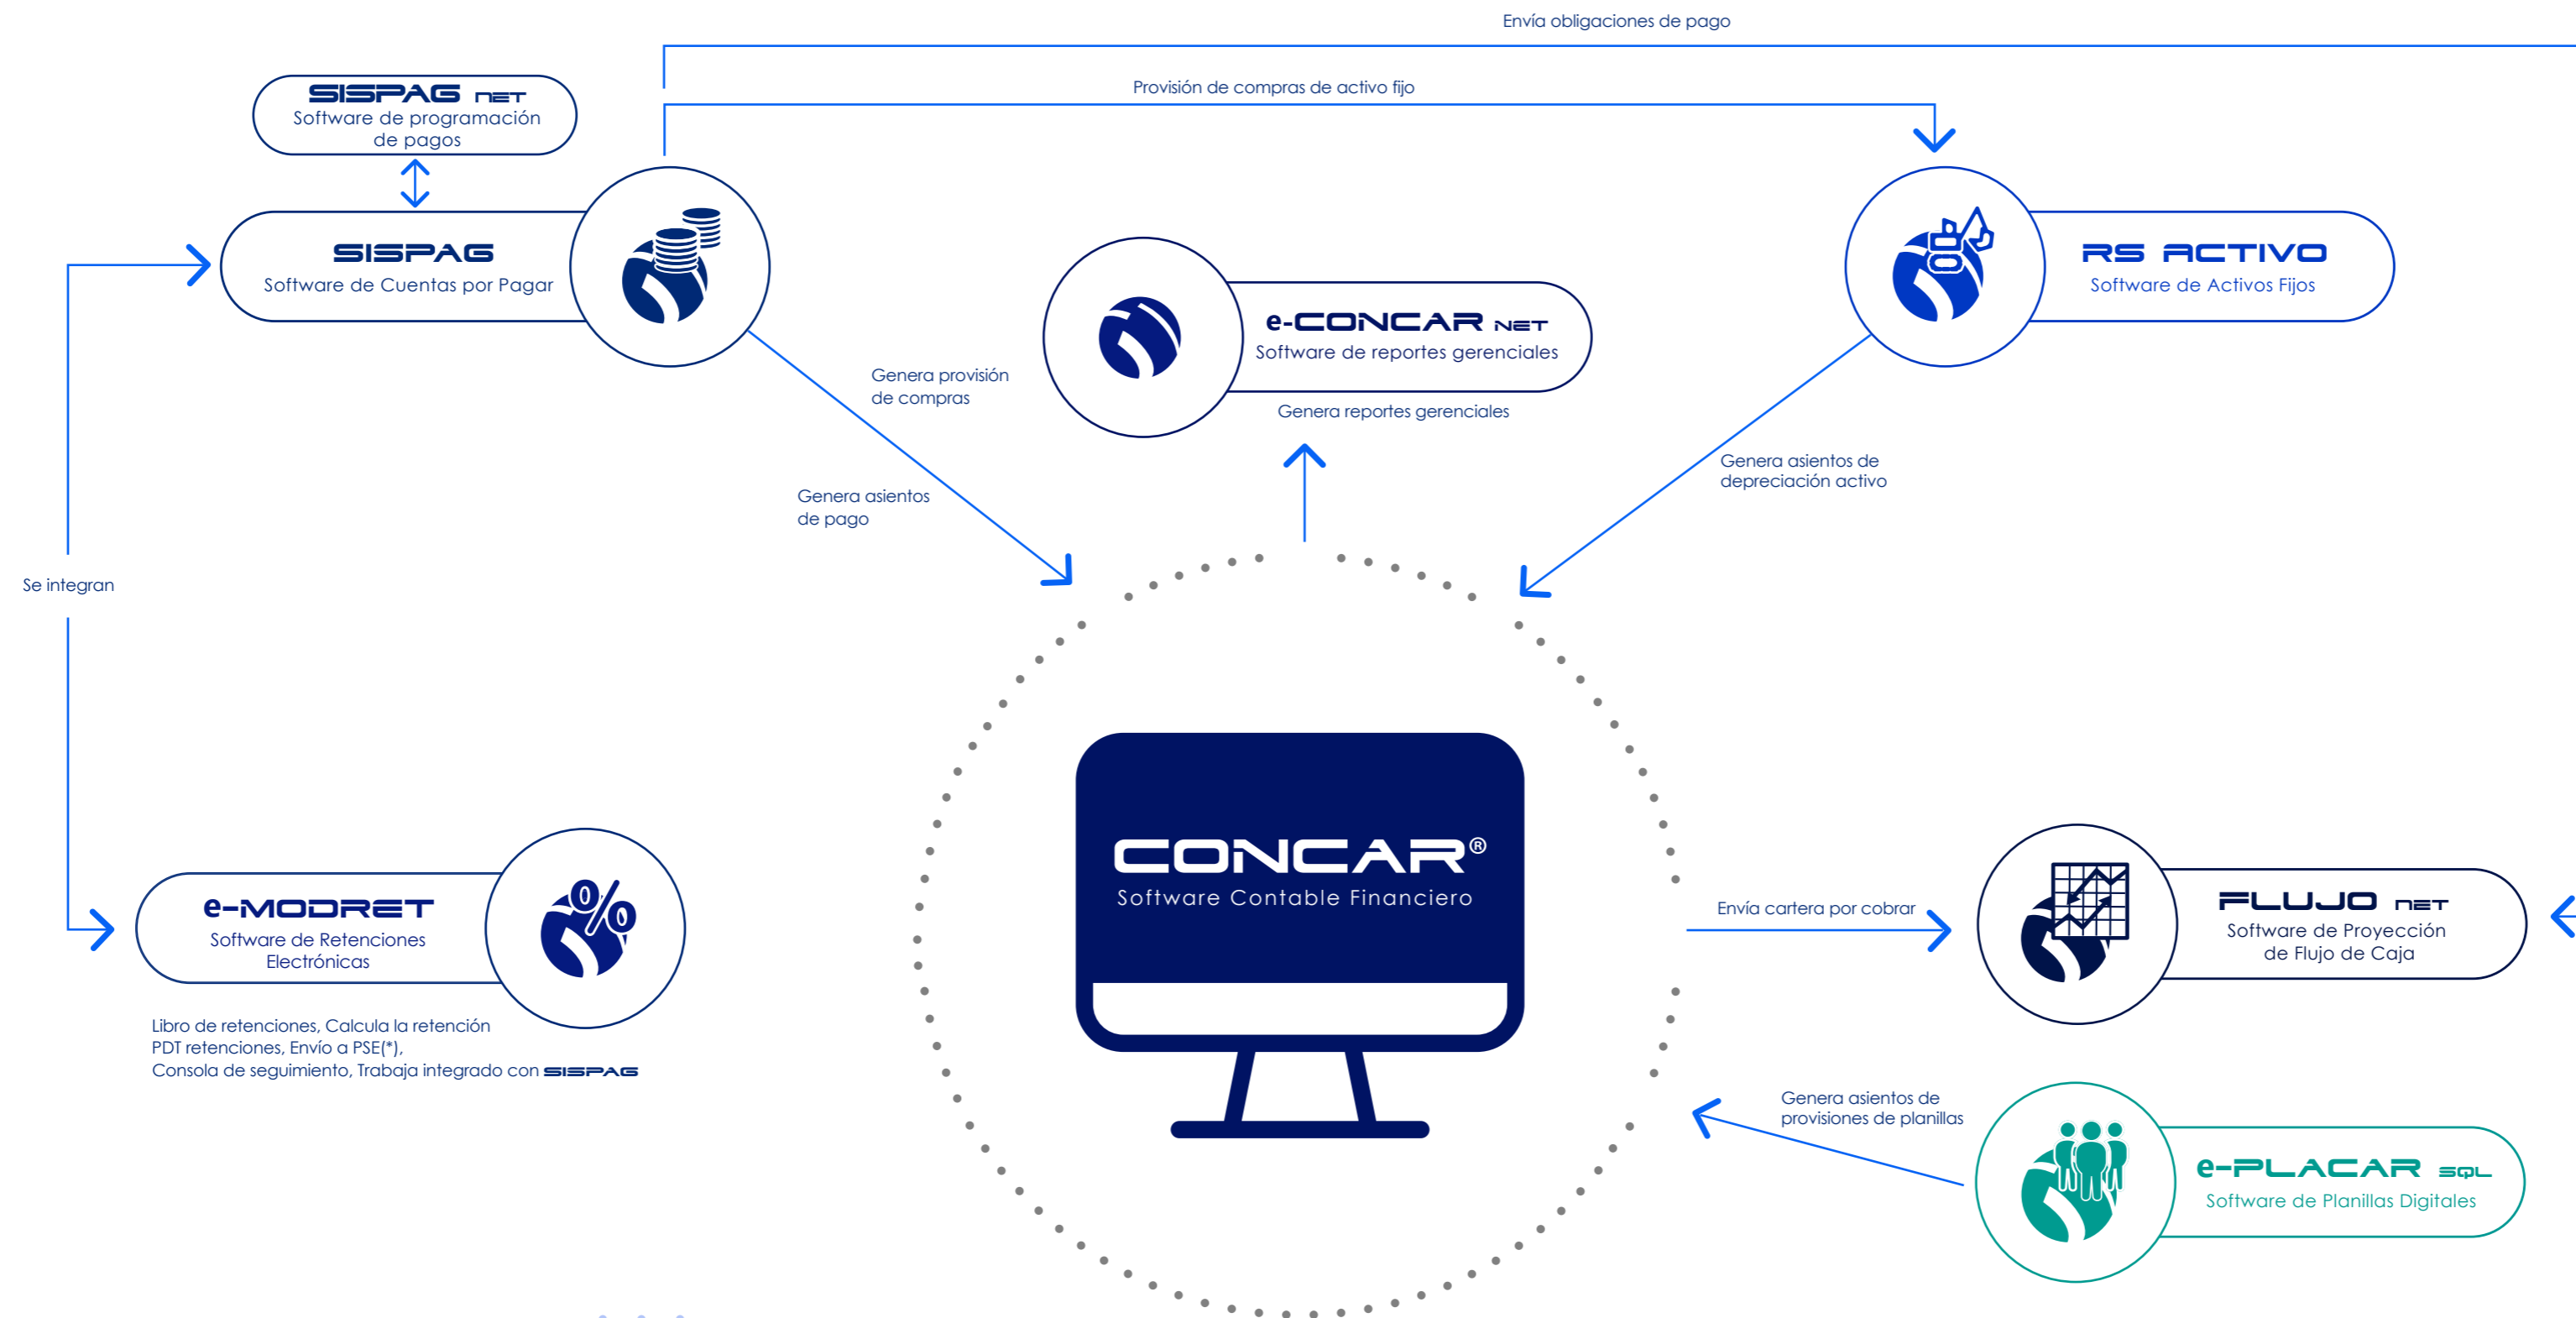 Envía obligaciones de pago
Provisión de compras de activo fijo
SISPAG NET
Software de programación
de pagos
SISPAG
Software de Cuentas por Pagar
RS ACTIVO
Software de Activos Fijos
e-CONCAR NET
Software de reportes gerenciales
Genera reportes gerenciales
Genera provisión
de compras
Genera asientos
de pago
Genera asientos de
depreciación activo
Se integran
CONCAR®
Software Contable Financiero
e-MODRET
Software de Retenciones
Electrónicas
Libro de retenciones, Calcula la retención
PDT retenciones, Envío a PSE(*),
Consola de seguimiento, Trabaja integrado con SISPAG
Envía cartera por cobrar
FLUJO NET
Software de Proyección
de Flujo de Caja
Genera asientos de
provisiones de planillas
e-PLACAR SQL
Software de Planillas Digitales